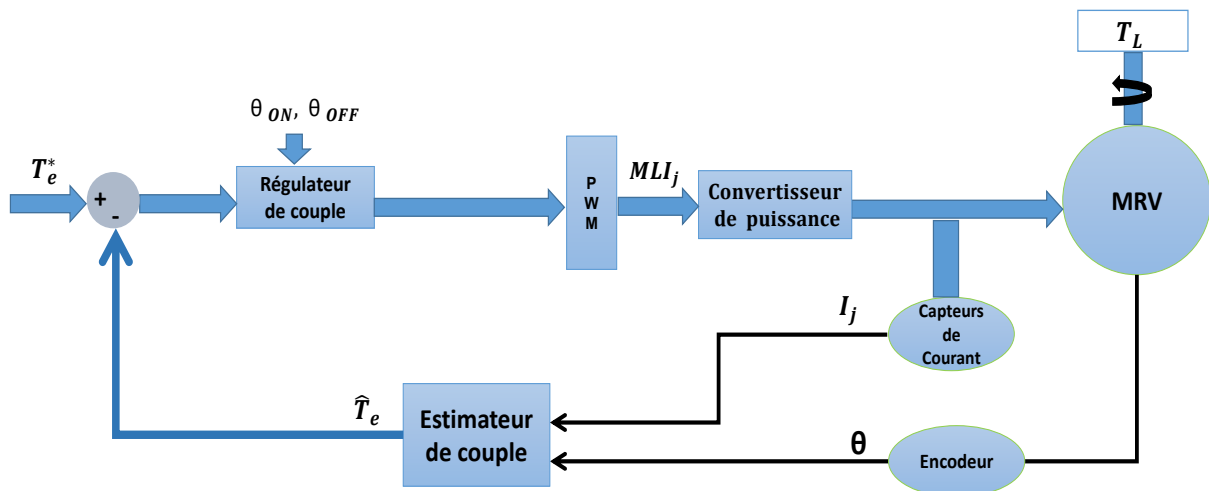 T_L
θ_ON, θ_OFF
T_e^*
+
-
Régulateur
de couple
P
W
M
MLI_j
Convertisseur
de puissance
MRV
I_j
Capteurs
de
Courant
T̂_e
Estimateur
de couple
θ
Encodeur